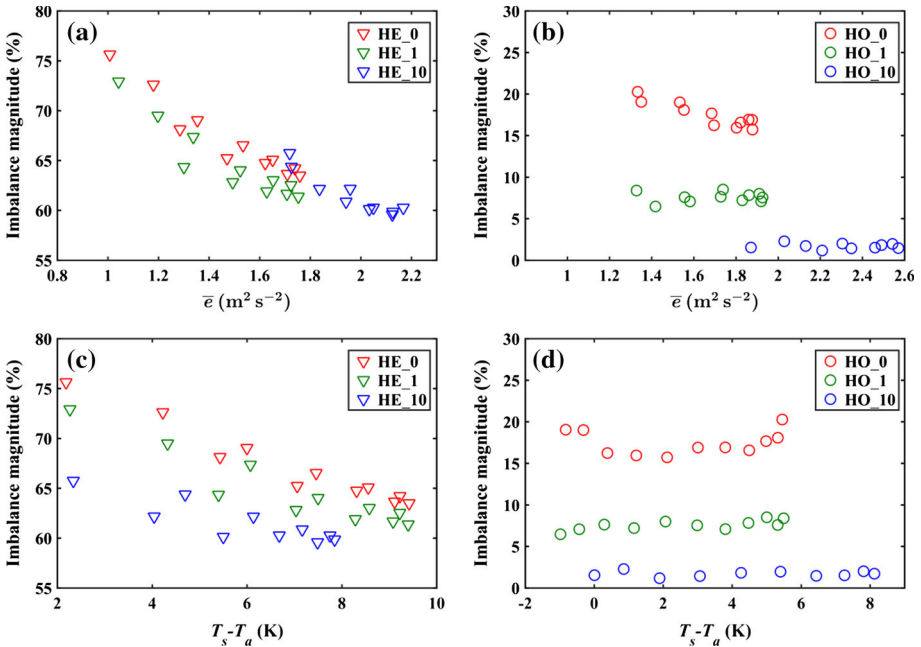 (a)
HE_0
HE_1
HE_10
Imbalance magnitude (%)
80
75
70
65
60
55
0.8 1 1.2 1.4 1.6 1.8 2 2.2
e̅ (m² s⁻²)
(b)
HO_0
HO_1
HO_10
Imbalance magnitude (%)
30
25
20
15
10
5
0
1 1.2 1.4 1.6 1.8 2 2.2 2.4 2.6
e̅ (m² s⁻²)
(c)
HE_0
HE_1
HE_10
Imbalance magnitude (%)
80
75
70
65
60
55
2 4 6 8 10
Ts-Ta (K)
(d)
HO_0
HO_1
HO_10
Imbalance magnitude (%)
30
25
20
15
10
5
0
-2 0 2 4 6 8
Ts-Ta (K)